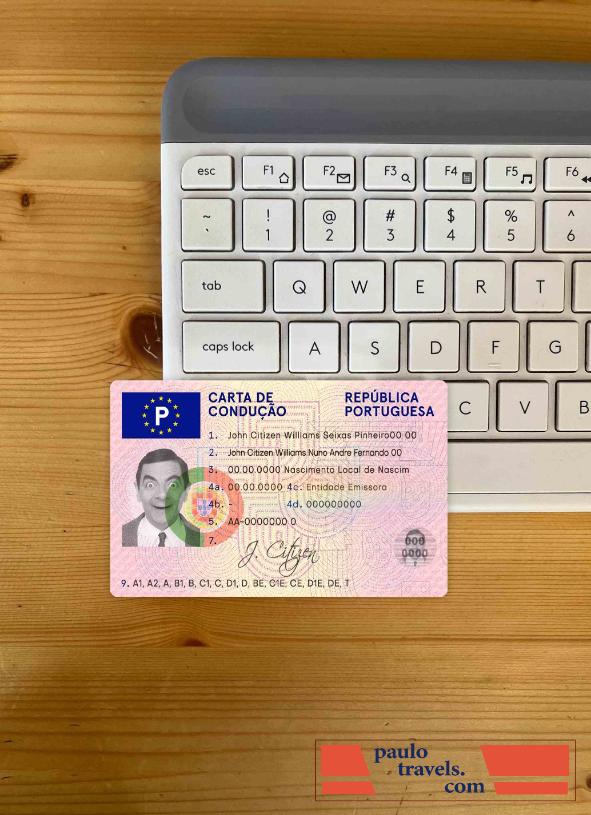 esc F1 F2 F3 F4 F5 F6
~ ! @ # $ % ^
` 1 2 3 4 5 6
tab Q W E R T
caps lock A S D F G
C V B
P
CARTA DE
CONDUÇÃO
REPÚBLICA
PORTUGUESA
1. John Citizen Williams Seixas Pinheiro00 00
2. John Citizen Williams Nuno Andre Fernando 00
3. 00.00.0000 Nascimento Local de Nascim
4a. 00.00.0000 4c. Entidade Emissora
4b. - 4d. 000000000
5. AA-0000000 0
7. J. Citizen
000
0000
9. A1, A2, A, B1, B, C1, C, D1, D, BE, C1E, CE, D1E, DE, T
paulo
travels.
com